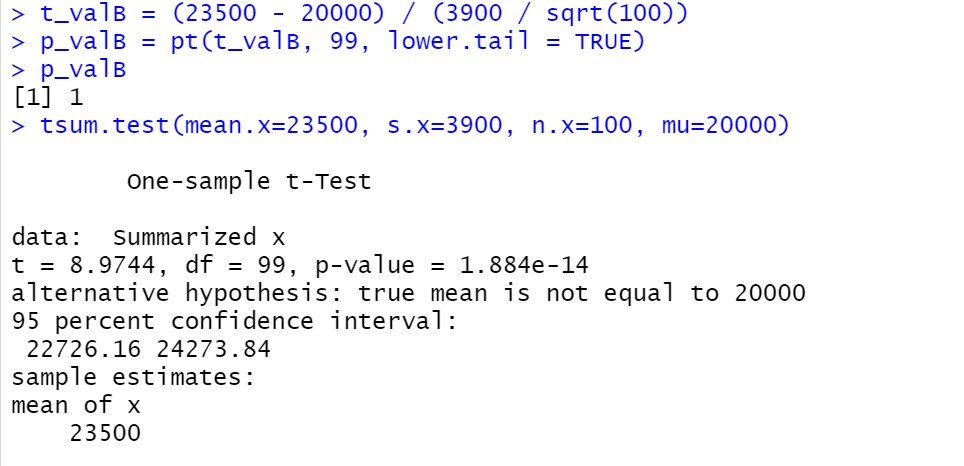 > t_valB = (23500 - 20000) / (3900 / sqrt(100))
> p_valB = pt(t_valB, 99, lower.tail = TRUE)
> p_valB
[1] 1
> tsum.test(mean.x=23500, s.x=3900, n.x=100, mu=20000)
One-sample t-Test
data:  Summarized x
t = 8.9744, df = 99, p-value = 1.884e-14
alternative hypothesis: true mean is not equal to 20000
95 percent confidence interval:
22726.16 24273.84
sample estimates:
mean of x
23500